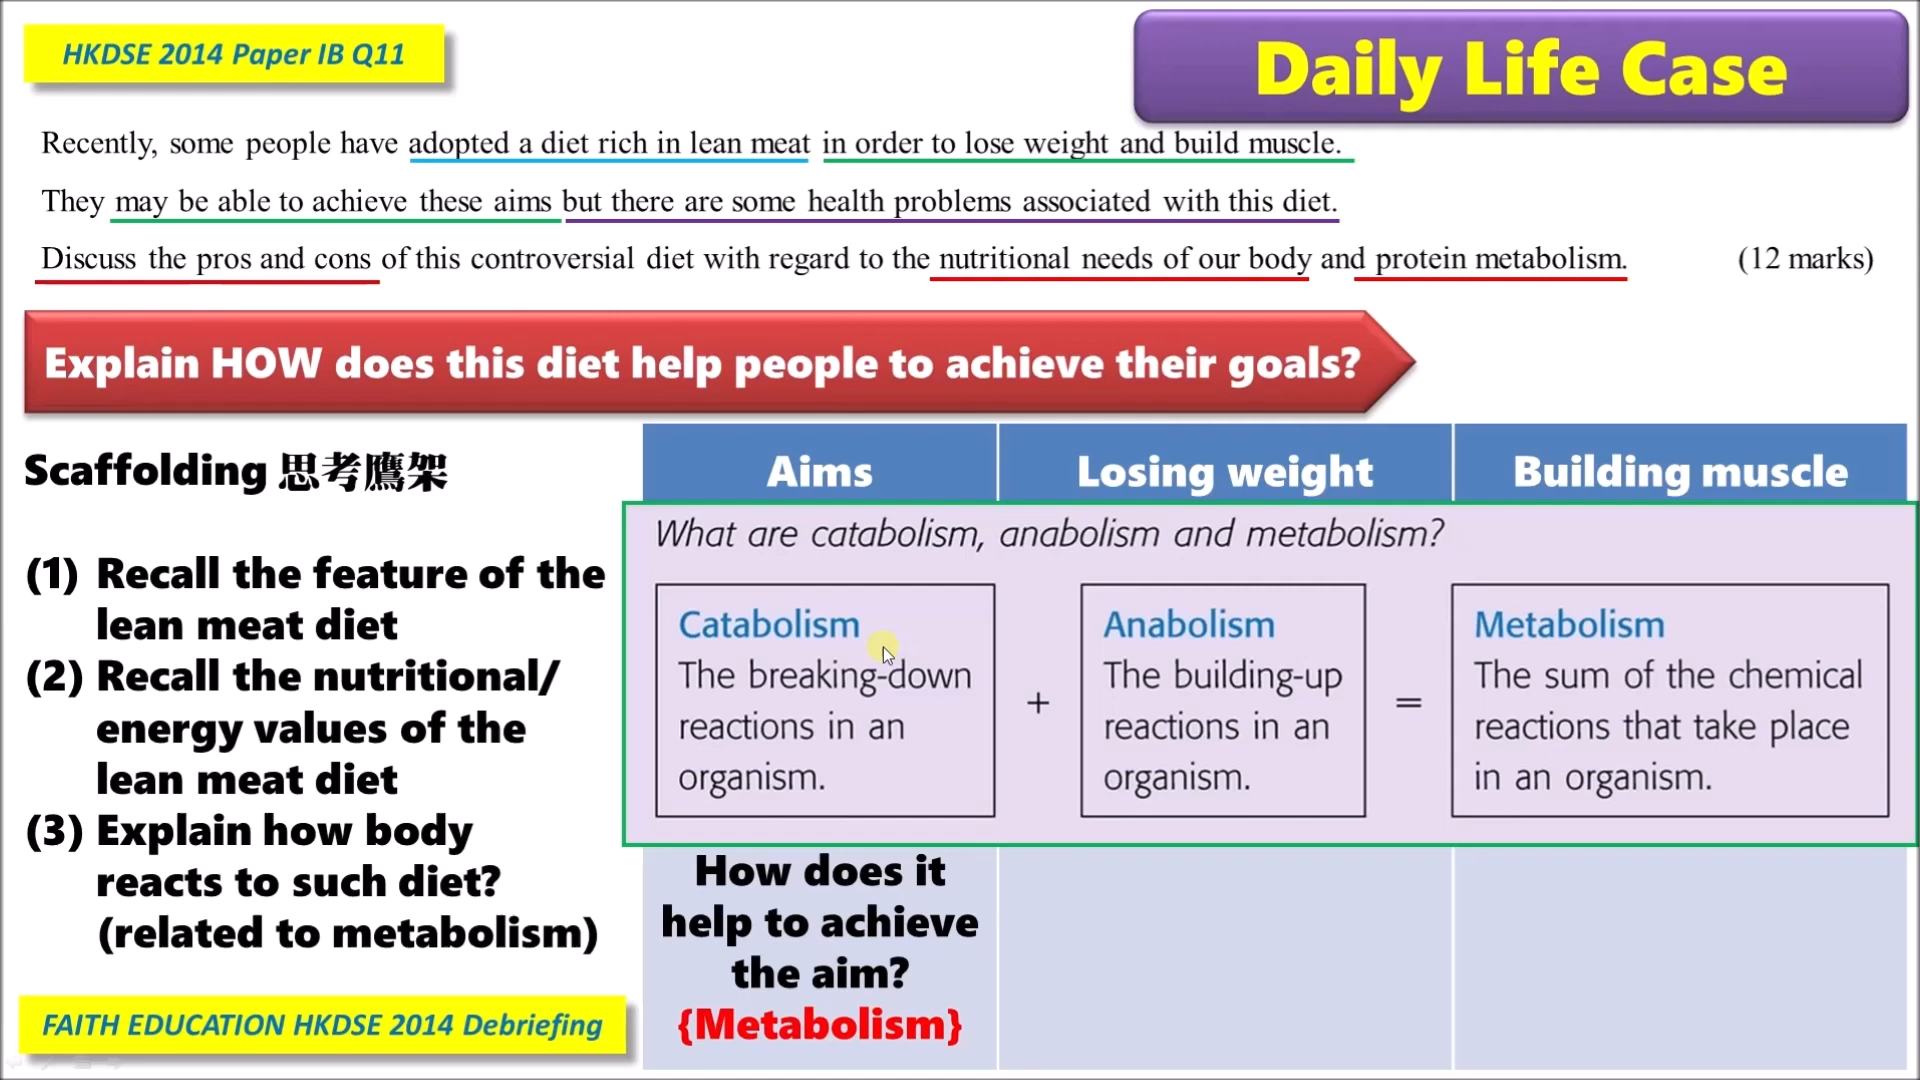 HKDSE 2014 Paper IB Q11
Daily Life Case
Recently, some people have adopted a diet rich in lean meat in order to lose weight and build muscle.
They may be able to achieve these aims but there are some health problems associated with this diet.
Discuss the pros and cons of this controversial diet with regard to the nutritional needs of our body and protein metabolism. (12 marks)
Explain HOW does this diet help people to achieve their goals?
Scaffolding 思考鷹架
(1) Recall the feature of the
lean meat diet
(2) Recall the nutritional/
energy values of the
lean meat diet
(3) Explain how body
reacts to such diet?
(related to metabolism)
FAITH EDUCATION HKDSE 2014 Debriefing
Aims
Losing weight
Building muscle
What are catabolism, anabolism and metabolism?
Catabolism
The breaking-down
reactions in an
organism.
+
Anabolism
The building-up
reactions in an
organism.
=
Metabolism
The sum of the chemical
reactions that take place
in an organism.
How does it
help to achieve
the aim?
{Metabolism}